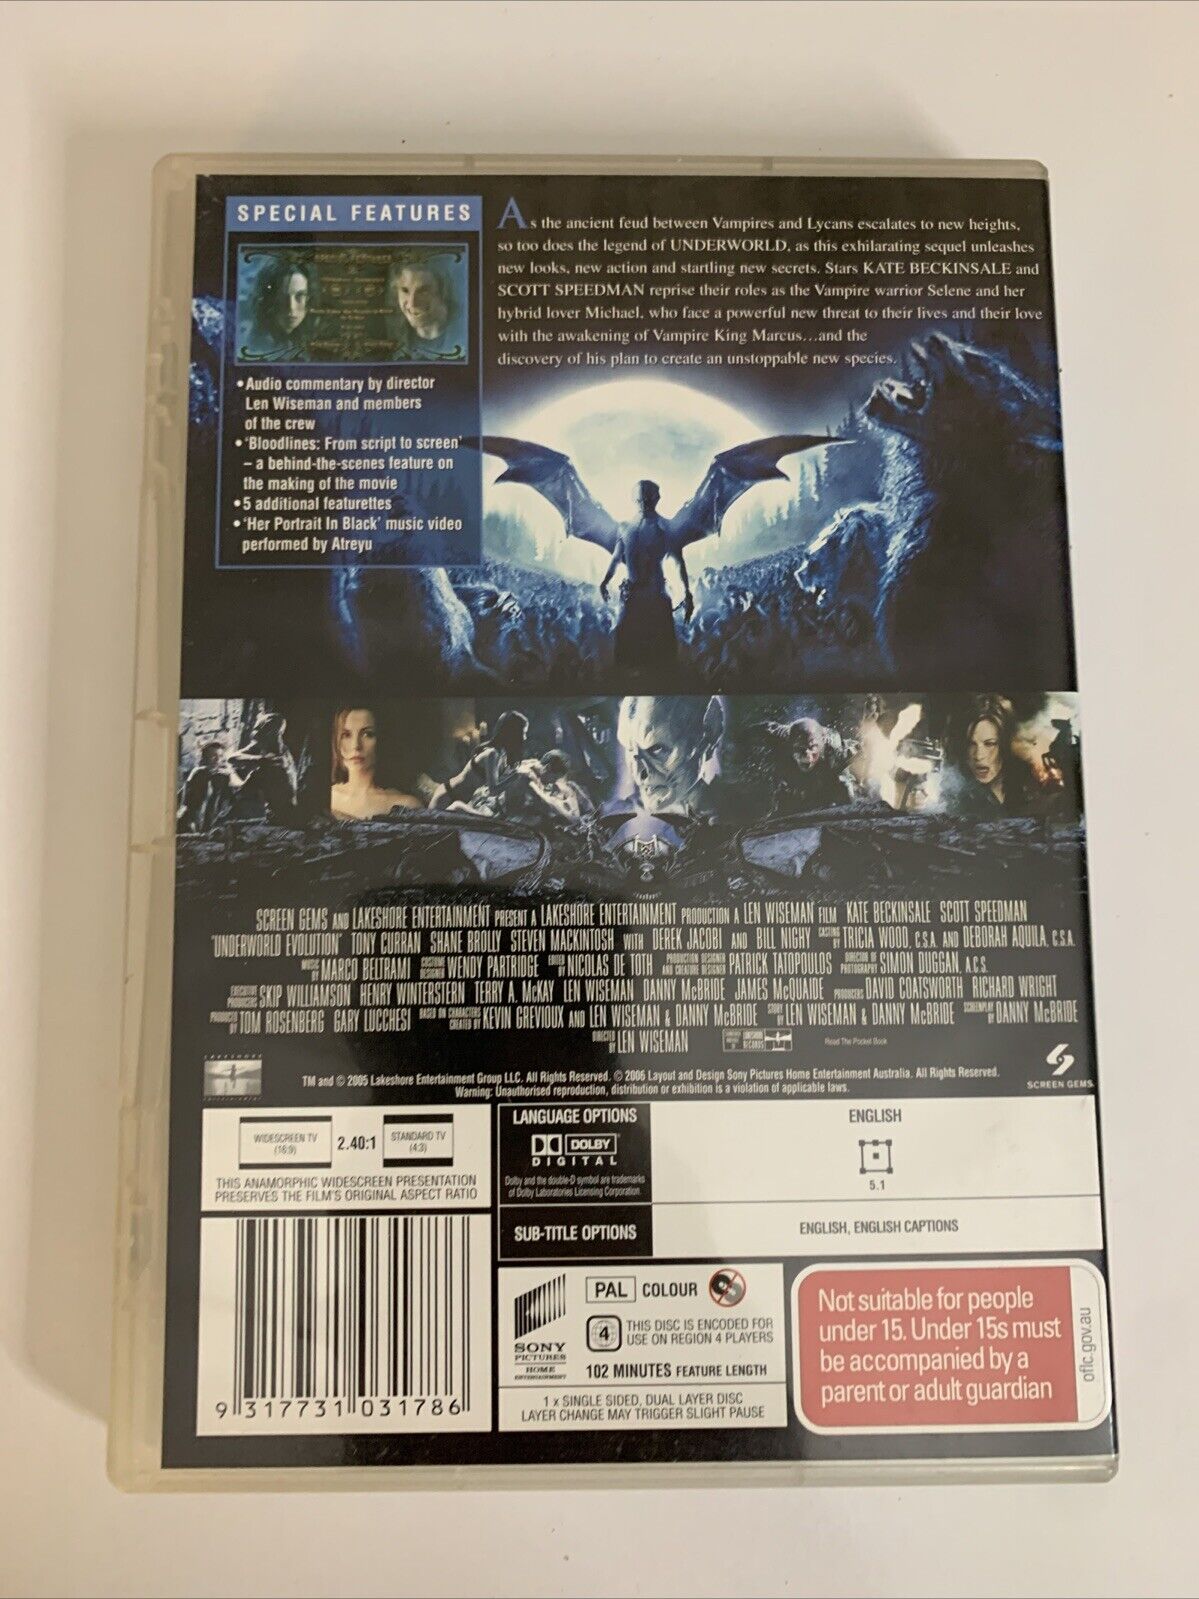 SPECIAL FEATURES
•Audio commentary by director
Len Wiseman and members
of the crew
•'Bloodlines: From script to screen'
– a behind-the-scenes feature on
the making of the movie
•5 additional featurettes
•'Her Portrait In Black' music video
performed by Atreyu
As the ancient feud between Vampires and Lycans escalates to new heights,
so too does the legend of UNDERWORLD, as this exhilarating sequel unleashes
new looks, new action and startling new secrets. Stars KATE BECKINSALE and
SCOTT SPEEDMAN reprise their roles as the Vampire warrior Selene and her
hybrid lover Michael, who face a powerful new threat to their lives and their love
with the awakening of Vampire King Marcus...and the
discovery of his plan to create an unstoppable new species.
SCREEN GEMS AND LAKESHORE ENTERTAINMENT PRESENT A LAKESHORE ENTERTAINMENT PRODUCTION A LEN WISEMAN FILM KATE BECKINSALE SCOTT SPEEDMAN
"UNDERWORLD EVOLUTION" TONY CURRAN SHANE BROLLY STEVEN MACKINTOSH WITH DEREK JACOBI AND BILL NIGHY CASTING BY TRICIA WOOD, C.S.A. AND DEBORAH AQUILA, C.S.A.
MUSIC BY MARCO BELTRAMI COSTUME DESIGNER WENDY PARTRIDGE EDITED BY NICOLAS DE TOTH PRODUCTION DESIGNER AND CREATURE DESIGNER PATRICK TATOPOULOS DIRECTOR OF PHOTOGRAPHY SIMON DUGGAN, A.C.S.
EXECUTIVE PRODUCERS SKIP WILLIAMSON HENRY WINTERSTERN TERRY A. McKAY LEN WISEMAN DANNY McBRIDE JAMES McQUAIDE PRODUCERS DAVID COATSWORTH RICHARD WRIGHT
PRODUCED BY TOM ROSENBERG GARY LUCCHESI BASED ON CHARACTERS CREATED BY KEVIN GREVIOUX AND LEN WISEMAN & DANNY McBRIDE STORY BY LEN WISEMAN & DANNY McBRIDE SCREENPLAY BY DANNY McBRIDE
DIRECTED BY LEN WISEMAN
Read The Pocket Book
LAKESHORE
TM and © 2005 Lakeshore Entertainment Group LLC. All Rights Reserved. © 2006 Layout and Design Sony Pictures Home Entertainment Australia. All Rights Reserved.
Warning: Unauthorised reproduction, distribution or exhibition is a violation of applicable laws.
SCREEN GEMS
WIDESCREEN TV
(16:9)
2.40:1
STANDARD TV
(4:3)
THIS ANAMORPHIC WIDESCREEN PRESENTATION
PRESERVES THE FILM'S ORIGINAL ASPECT RATIO
LANGUAGE OPTIONS
DOLBY
DIGITAL
Dolby and the double-D symbol are trademarks
of Dolby Laboratories Licensing Corporation.
ENGLISH
5.1
SUB-TITLE OPTIONS
ENGLISH, ENGLISH CAPTIONS
9 317731 031786
SONY
PICTURES
HOME
ENTERTAINMENT
PAL COLOUR
4
THIS DISC IS ENCODED FOR
USE ON REGION 4 PLAYERS
102 MINUTES FEATURE LENGTH
1 x SINGLE SIDED, DUAL LAYER DISC
LAYER CHANGE MAY TRIGGER SLIGHT PAUSE
Not suitable for people
under 15. Under 15s must
be accompanied by a
parent or adult guardian
oflc.gov.au